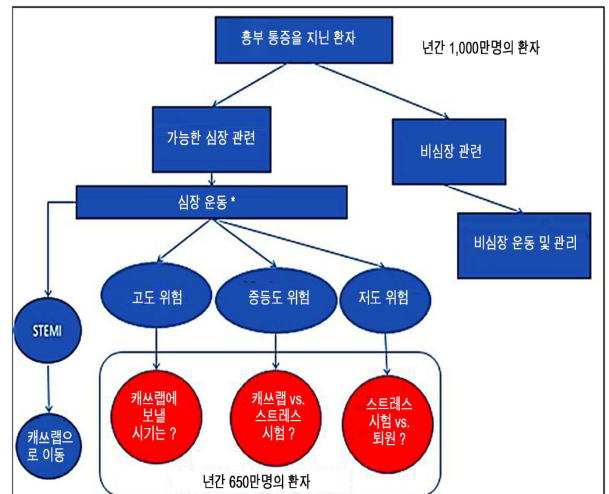 흉부 통증을 지닌 환자
년간 1,000만명의 환자
가능한 심장 관련
비심장 관련
심장 운동 *
비심장 운동 및 관리
고도 위험
중등도 위험
저도 위험
STEMI
캐쓰랩에
보낼
시기는 ?
캐쓰랩 vs.
스트레스
시험 ?
스트레스
시험 vs.
퇴원 ?
캐쓰랩으
로 이동
년간 650만명의 환자